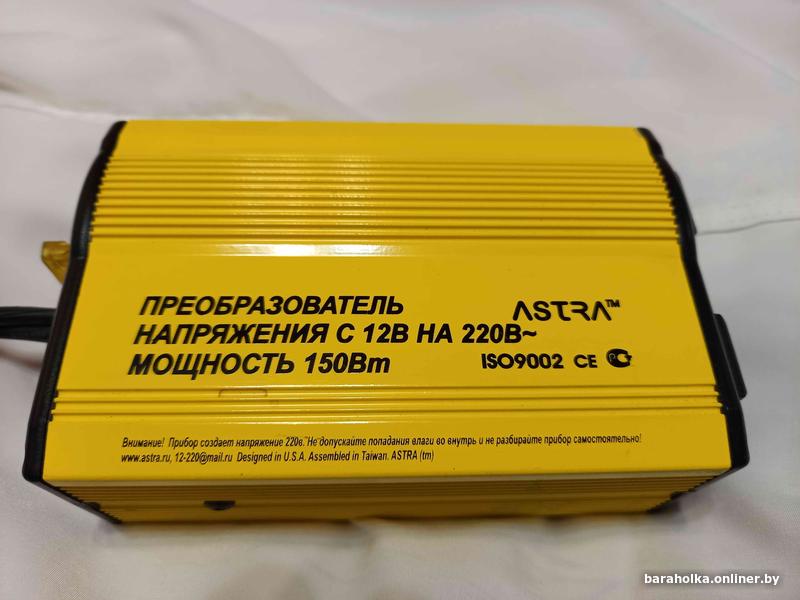 ПРЕОБРАЗОВАТЕЛЬ
НАПРЯЖЕНИЯ С 12В НА 220В~
МОЩНОСТЬ 150Вт
ASTRA™
ISO9002 CE
Внимание! Прибор создает напряжение 220в. Не допускайте попадания влаги во внутрь и не разбирайте прибор самостоятельно!
www.astra.ru, 12-220@mail.ru Designed in U.S.A. Assembled in Taiwan. ASTRA (tm)
baraholka.onliner.by